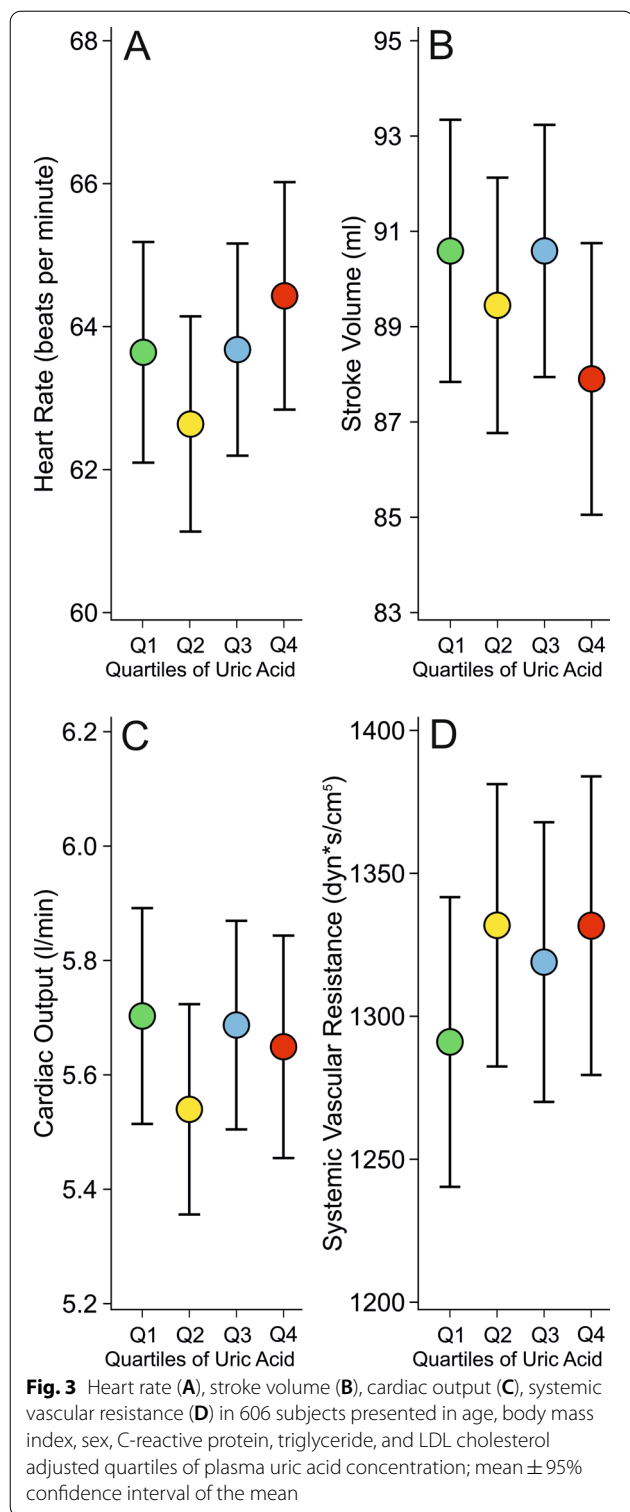 A
Heart Rate (beats per minute)
68
66
64
62
60
Q1 Q2 Q3 Q4
Quartiles of Uric Acid
B
Stroke Volume (ml)
95
93
91
89
87
85
83
Q1 Q2 Q3 Q4
Quartiles of Uric Acid
C
Cardiac Output (l/min)
6.2
6.0
5.8
5.6
5.4
5.2
Q1 Q2 Q3 Q4
Quartiles of Uric Acid
D
Systemic Vascular Resistance (dyn*s/cm⁵)
1400
1350
1300
1250
1200
Q1 Q2 Q3 Q4
Quartiles of Uric Acid
Fig. 3 Heart rate (A), stroke volume (B), cardiac output (C), systemic
vascular resistance (D) in 606 subjects presented in age, body mass
index, sex, C-reactive protein, triglyceride, and LDL cholesterol
adjusted quartiles of plasma uric acid concentration; mean ± 95%
confidence interval of the mean